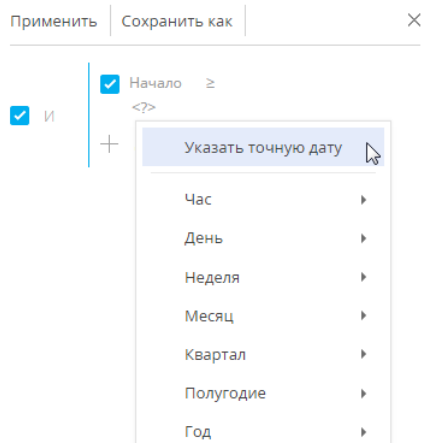 Применить Сохранить как
Начало ≥
И
<?>
Указать точную дату
Час
День
Неделя
Месяц
Квартал
Полугодие
Год